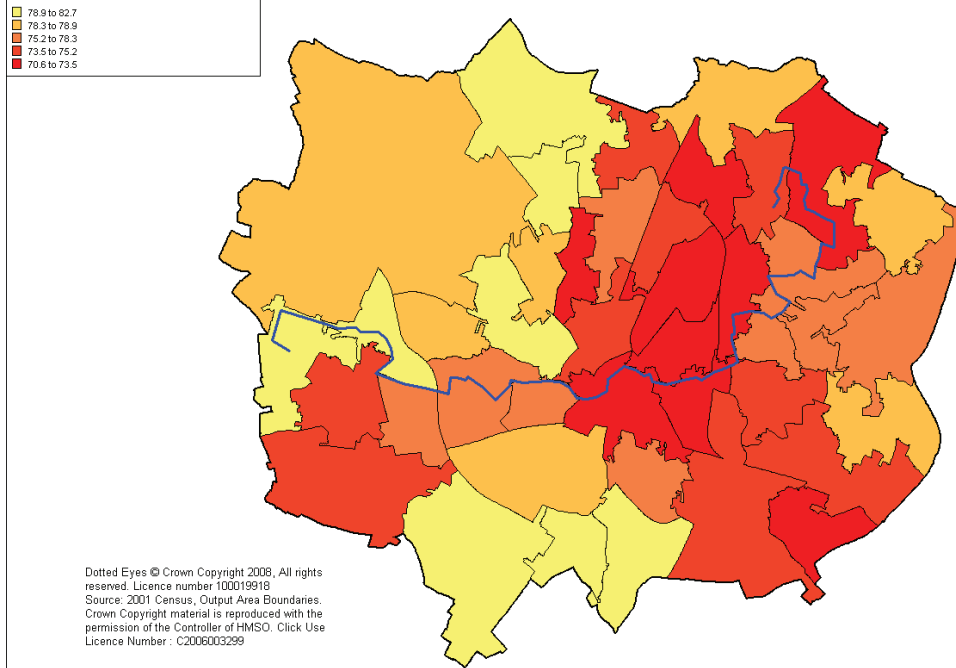 78.9 to 82.7
78.3 to 78.9
75.2 to 78.3
73.5 to 75.2
70.6 to 73.5
Dotted Eyes © Crown Copyright 2008, All rights
reserved. Licence number 100019918
Source: 2001 Census, Output Area Boundaries.
Crown Copyright material is reproduced with the
permission of the Controller of HMSO. Click Use
Licence Number : C2006003299